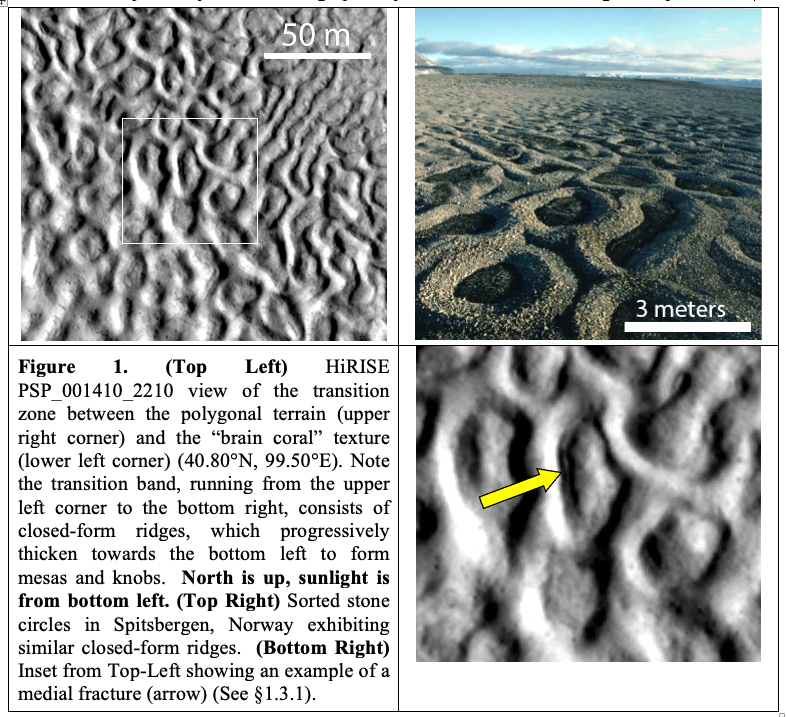 50 m
3 meters
Figure 1. (Top Left) HiRISE
PSP_001410_2210 view of the transition
zone between the polygonal terrain (upper
right corner) and the “brain coral” texture
(lower left corner) (40.80°N, 99.50°E). Note
the transition band, running from the upper
left corner to the bottom right, consists of
closed-form ridges, which progressively
thicken towards the bottom left to form
mesas and knobs. North is up, sunlight is
from bottom left. (Top Right) Sorted stone
circles in Spitsbergen, Norway exhibiting
similar closed-form ridges. (Bottom Right)
Inset from Top-Left showing an example of a
medial fracture (arrow) (See §1.3.1).